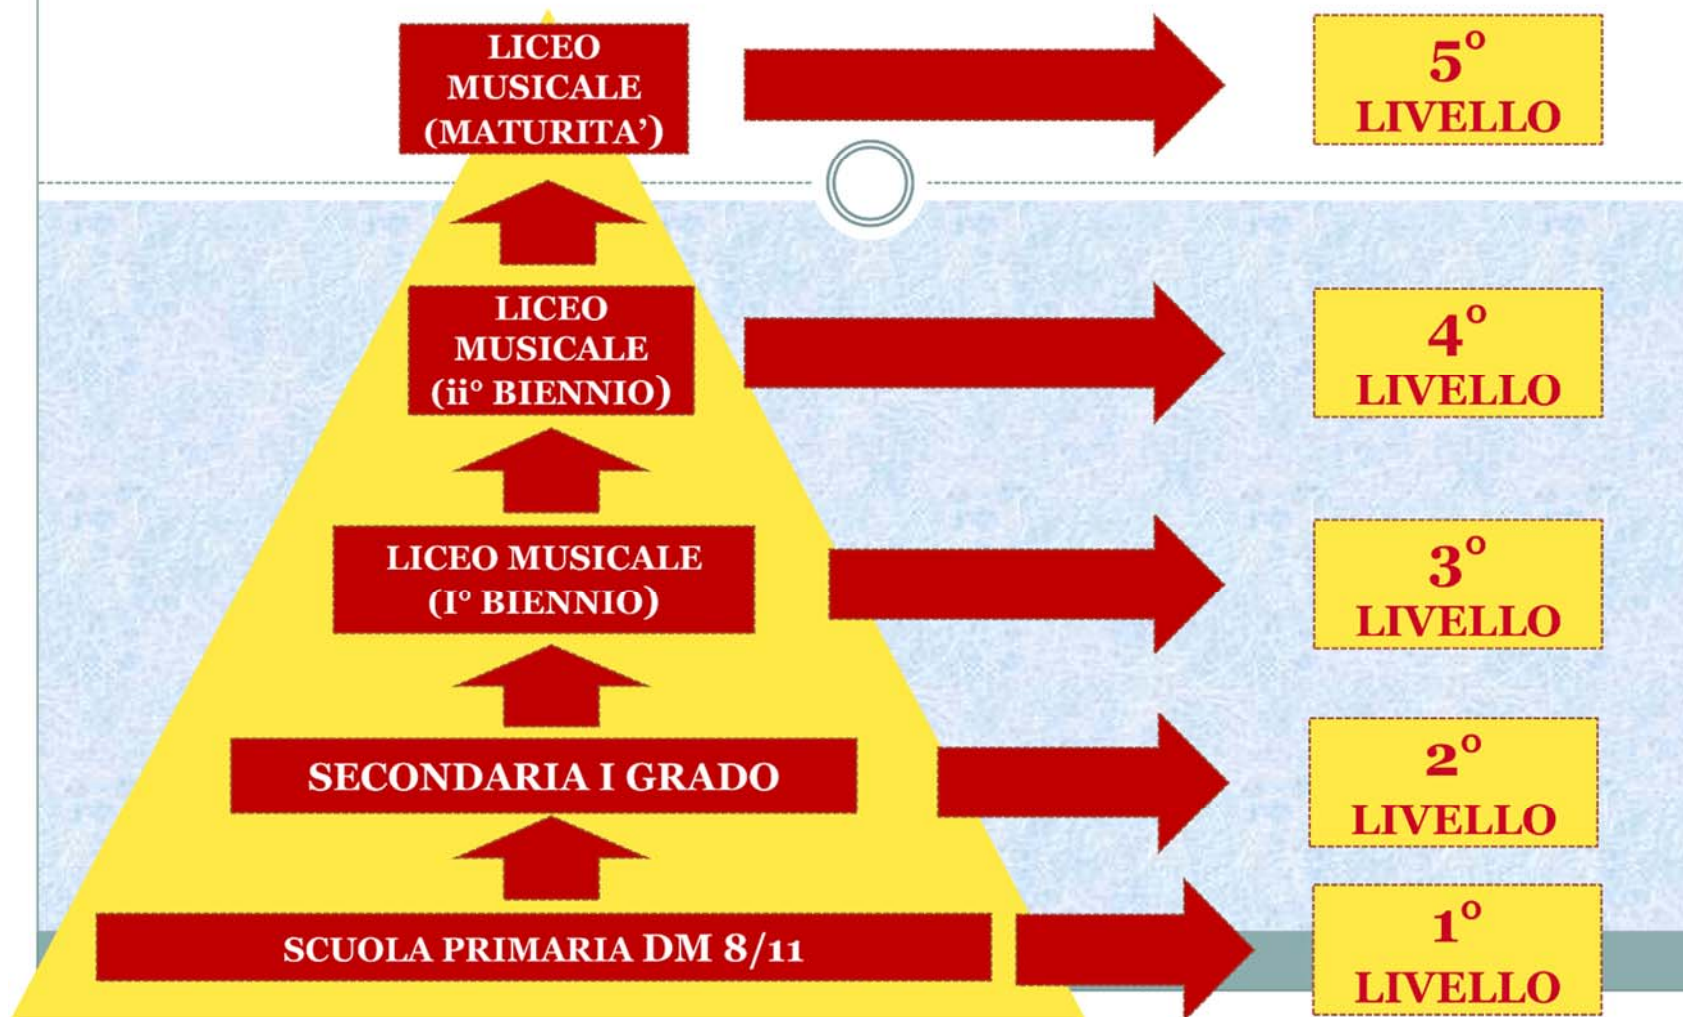 LICEO
MUSICALE
(MATURITA’)
5°
LIVELLO
LICEO
MUSICALE
(ii° BIENNIO)
4°
LIVELLO
LICEO MUSICALE
(I° BIENNIO)
3°
LIVELLO
SECONDARIA I GRADO
2°
LIVELLO
SCUOLA PRIMARIA DM 8/11
1°
LIVELLO